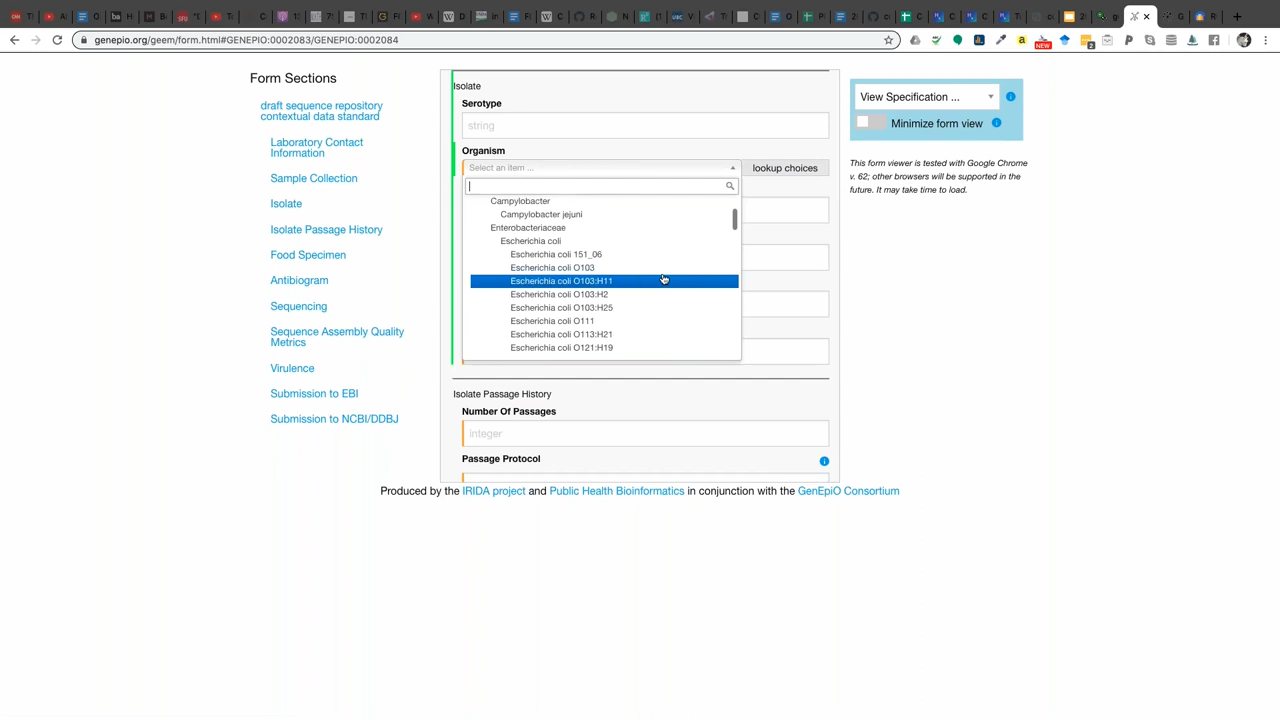 genepio.org/geem/form.html#GENEPIO:0002083/GENEPIO:0002084
NEW
Form Sections
draft sequence repository
contextual data standard
Laboratory Contact
Information
Sample Collection
Isolate
Isolate Passage History
Food Specimen
Antibiogram
Sequencing
Sequence Assembly Quality
Metrics
Virulence
Submission to EBI
Submission to NCBI/DDBJ
Isolate
Serotype
string
Organism
Select an item ...
lookup choices
Campylobacter
Campylobacter jejuni
Enterobacteriaceae
Escherichia coli
Escherichia coli 151_06
Escherichia coli O103
Escherichia coli O103:H11
Escherichia coli O103:H2
Escherichia coli O103:H25
Escherichia coli O111
Escherichia coli O113:H21
Escherichia coli O121:H19
Isolate Passage History
Number Of Passages
integer
Passage Protocol
View Specification ...
Minimize form view
This form viewer is tested with Google Chrome
v. 62; other browsers will be supported in the
future. It may take time to load.
Produced by the IRIDA project and Public Health Bioinformatics in conjunction with the GenEpiO Consortium